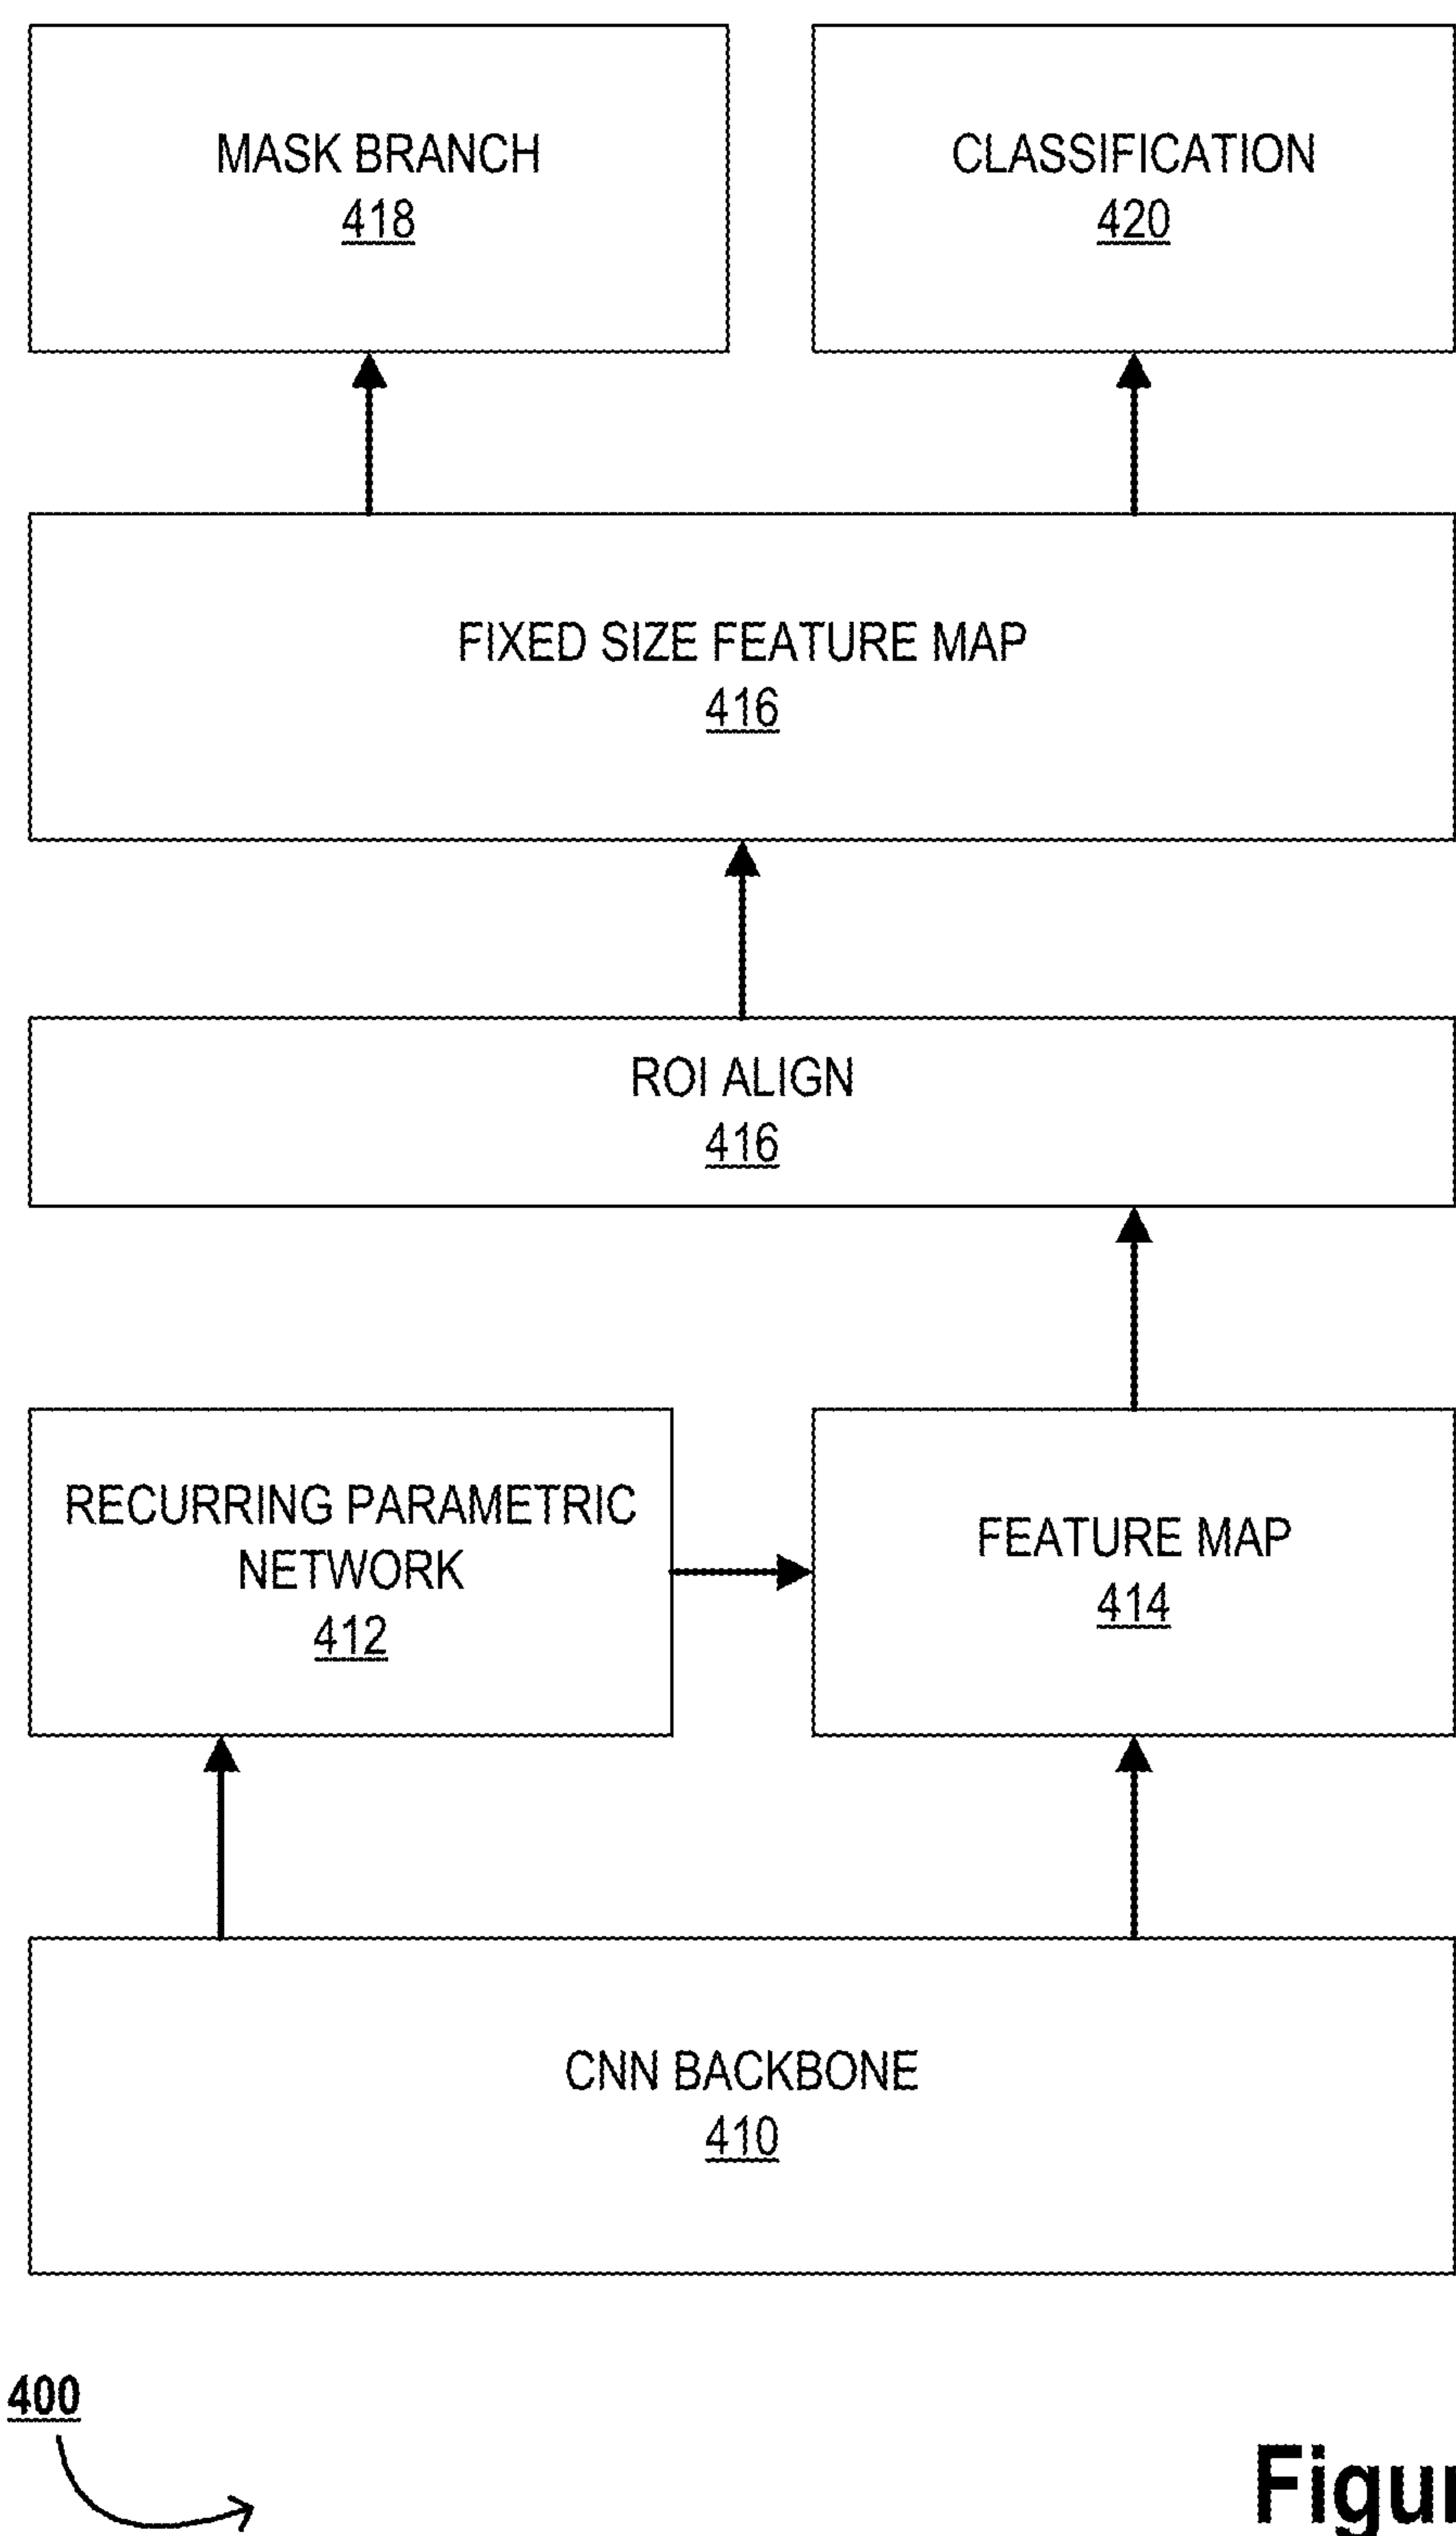 MASK BRANCH
418
CLASSIFICATION
420
FIXED SIZE FEATURE MAP
416
ROI ALIGN
416
RECURRING PARAMETRIC
NETWORK
412
FEATURE MAP
414
CNN BACKBONE
410
400